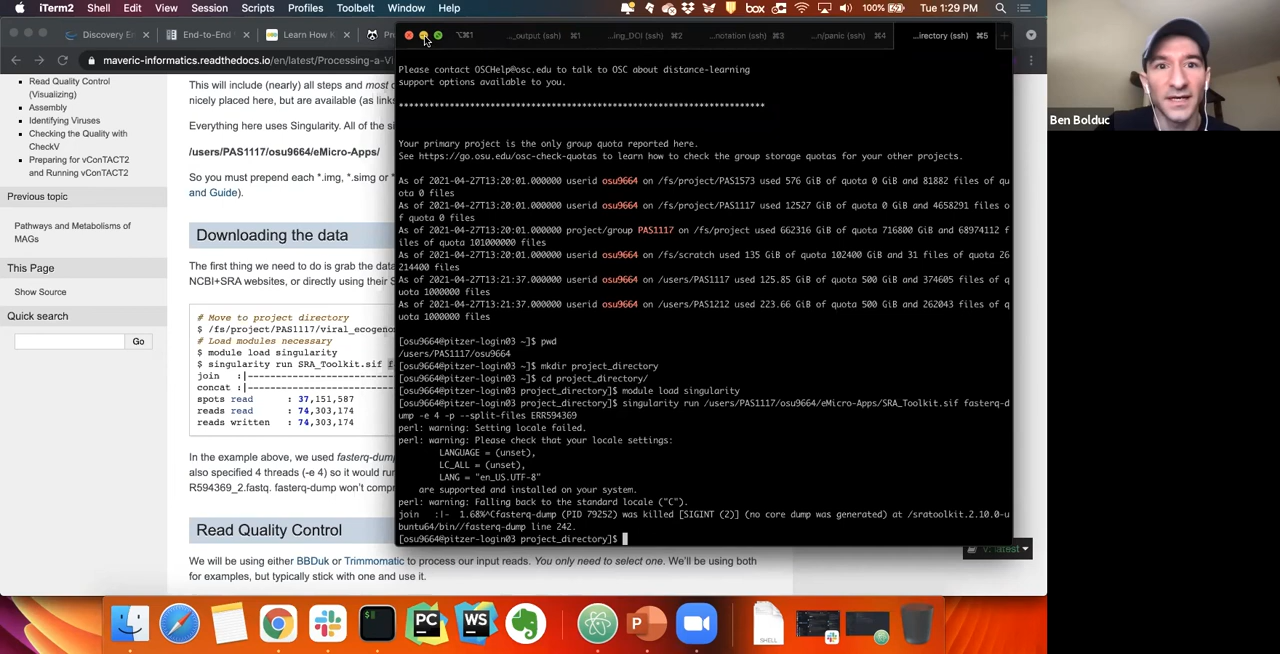 iTerm2 Shell Edit View Session Scripts Profiles Toolbelt Window Help
box 100% Tue 1:29 PM
Discovery En End-to-End Learn How
⌥⌘1 ..._output (ssh) ⌘1 ...ing_DOI (ssh) ⌘2 ...notation (ssh) ⌘3 ...n/panic (ssh) ⌘4 ...irectory (ssh) ⌘5
maveric-informatics.readthedocs.io/en/latest/Processing-a-Vi
Read Quality Control
(Visualizing)
Assembly
Identifying Viruses
Checking the Quality with
CheckV
Preparing for vConTACT2
and Running vConTACT2
Previous topic
Pathways and Metabolisms of
MAGs
This Page
Show Source
Quick search
Go
This will include (nearly) all steps and most
nicely placed here, but are available (as links
Everything here uses Singularity. All of the si
/users/PAS1117/osu9664/eMicro-Apps/
So you must prepend each *.img, *.simg or *
and Guide).
Downloading the data
The first thing we need to do is grab the data
NCBI+SRA websites, or directly using their S
# Move to project directory
$ /fs/project/PAS1117/viral_ecogenom
# Load modules necessary
$ module load singularity
$ singularity run SRA_Toolkit.sif f
join :|-
concat :|-
spots read : 37,151,587
reads read : 74,303,174
reads written : 74,303,174
In the example above, we used fasterq-dum
also specified 4 threads (-e 4) so it would run
R594369_2.fastq. fasterq-dump won't compr
Read Quality Control
We will be using either BBDuk or Trimmomatic to process our input reads. You only need to select one. We'll be using both
for examples, but typically stick with one and use it.
Please contact OSCHelp@osc.edu to talk to OSC about distance-learning
support options available to you.
************************************************************************
Your primary project is the only group quota reported here.
See https://go.osu.edu/osc-check-quotas to learn how to check the group storage quotas for your other projects.
As of 2021-04-27T13:20:01.000000 userid osu9664 on /fs/project/PAS1573 used 576 GiB of quota 0 GiB and 81882 files of qu
ota 0 files
As of 2021-04-27T13:20:01.000000 userid osu9664 on /fs/project/PAS1117 used 12527 GiB of quota 0 GiB and 4658291 files o
f quota 0 files
As of 2021-04-27T13:20:01.000000 project/group PAS1117 on /fs/project used 662316 GiB of quota 716800 GiB and 68974112 f
iles of quota 101000000 files
As of 2021-04-27T13:20:01.000000 userid osu9664 on /fs/scratch used 135 GiB of quota 102400 GiB and 31 files of quota 26
214400 files
As of 2021-04-27T13:21:37.000000 userid osu9664 on /users/PAS1117 used 125.85 GiB of quota 500 GiB and 374605 files of q
uota 1000000 files
As of 2021-04-27T13:21:37.000000 userid osu9664 on /users/PAS1212 used 223.66 GiB of quota 500 GiB and 262043 files of q
uota 1000000 files
[osu9664@pitzer-login03 ~]$ pwd
/users/PAS1117/osu9664
[osu9664@pitzer-login03 ~]$ mkdir project_directory
[osu9664@pitzer-login03 ~]$ cd project_directory/
[osu9664@pitzer-login03 project_directory]$ module load singularity
[osu9664@pitzer-login03 project_directory]$ singularity run /users/PAS1117/osu9664/eMicro-Apps/SRA_Toolkit.sif fasterq-d
ump -e 4 -p --split-files ERR594369
perl: warning: Setting locale failed.
perl: warning: Please check that your locale settings:
LANGUAGE = (unset),
LC_ALL = (unset),
LANG = "en_US.UTF-8"
are supported and installed on your system.
perl: warning: Falling back to the standard locale ("C").
join :|- 1.68%^Cfasterq-dump (PID 79252) was killed [SIGINT (2)] (no core dump was generated) at /sratoolkit.2.10.0-u
buntu64/bin//fasterq-dump line 242.
[osu9664@pitzer-login03 project_directory]$
v: latest
Ben Bolduc
PC WS P SHELL